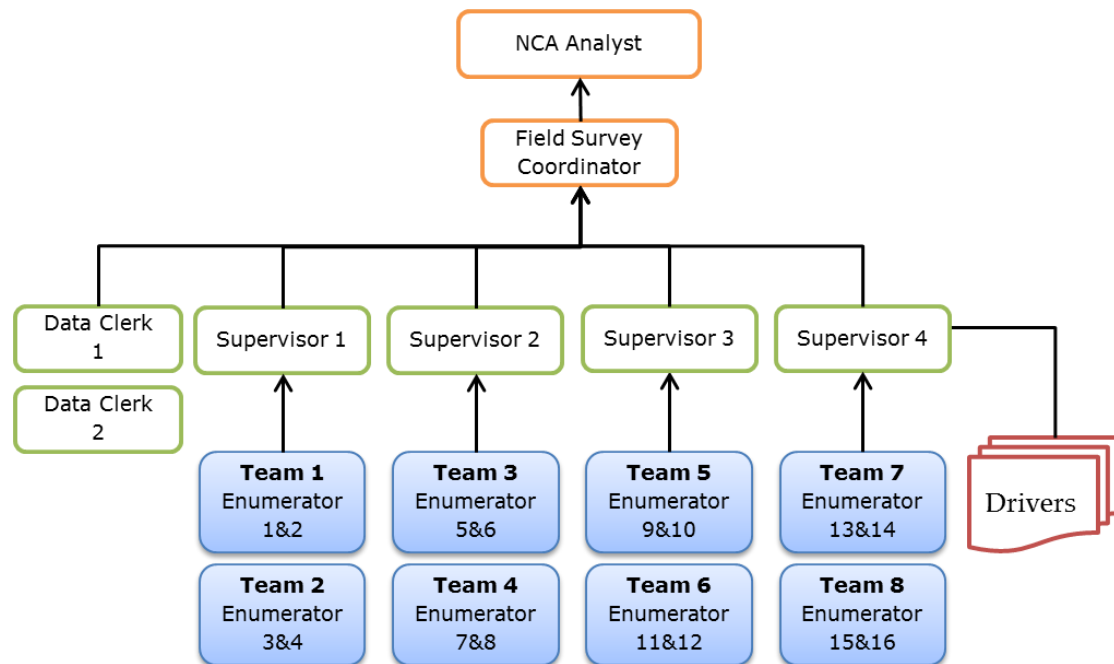 NCA Analyst
Field Survey
Coordinator
Data Clerk
1
Supervisor 1
Supervisor 2
Supervisor 3
Supervisor 4
Data Clerk
2
Team 1
Enumerator
1&2
Team 3
Enumerator
5&6
Team 5
Enumerator
9&10
Team 7
Enumerator
13&14
Drivers
Team 2
Enumerator
3&4
Team 4
Enumerator
7&8
Team 6
Enumerator
11&12
Team 8
Enumerator
15&16